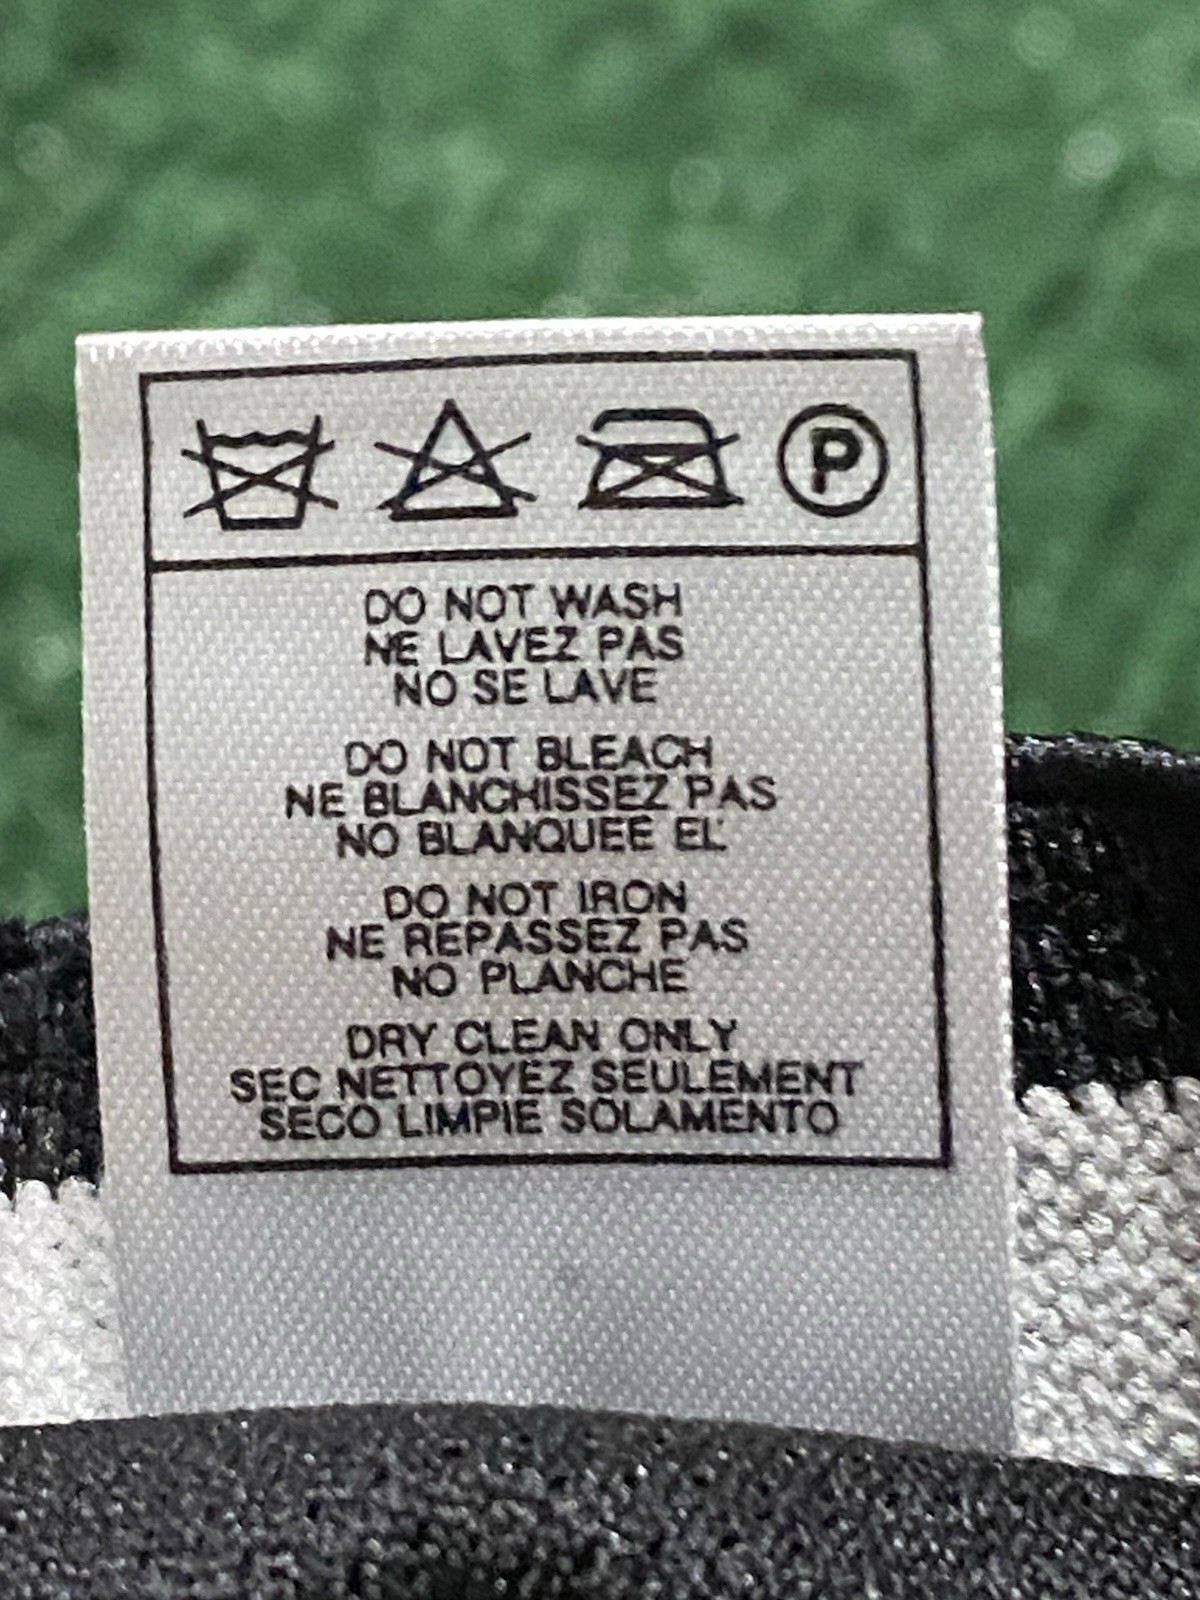 P
DO NOT WASH
NE LAVEZ PAS
NO SE LAVE
DO NOT BLEACH
NE BLANCHISSEZ PAS
NO BLANQUEE EL
DO NOT IRON
NE REPASSEZ PAS
NO PLANCHE
DRY CLEAN ONLY
SEC NETTOYEZ SEULEMENT
SECO LIMPIE SOLAMENTO